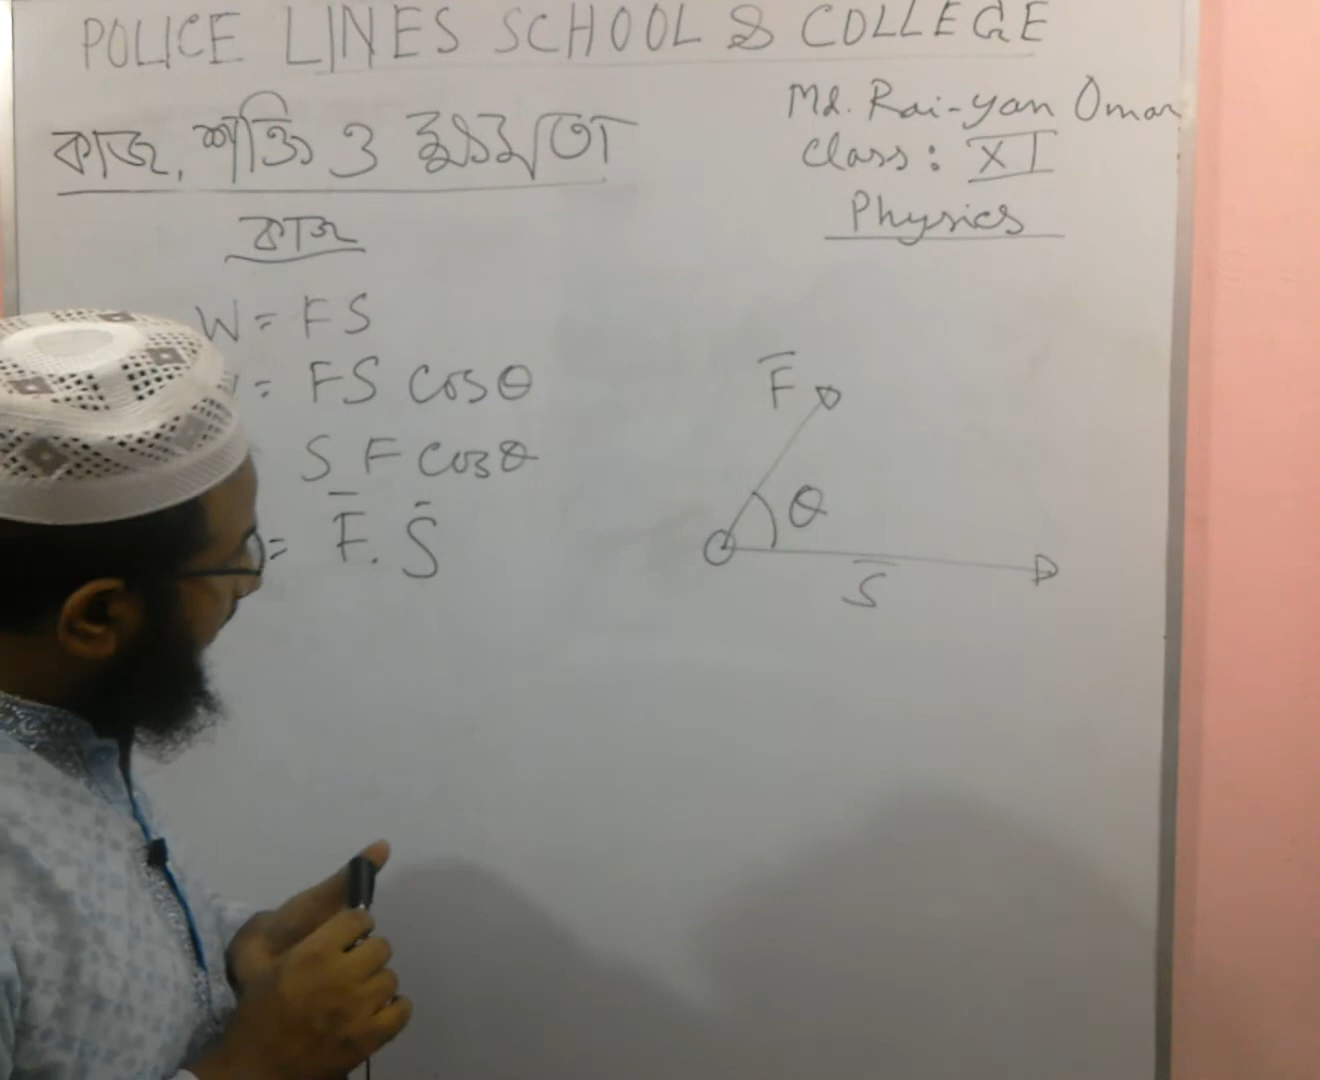 POLICE LINES SCHOOL & COLLEGE
Md. Rai-yan Omar
Class: XI
Physics
কাজ, শক্তি ও ক্ষমতা
কাজ
W = FS
= FS Cosθ
S F Cosθ
= F̅. S̅
F̅
θ
S̅